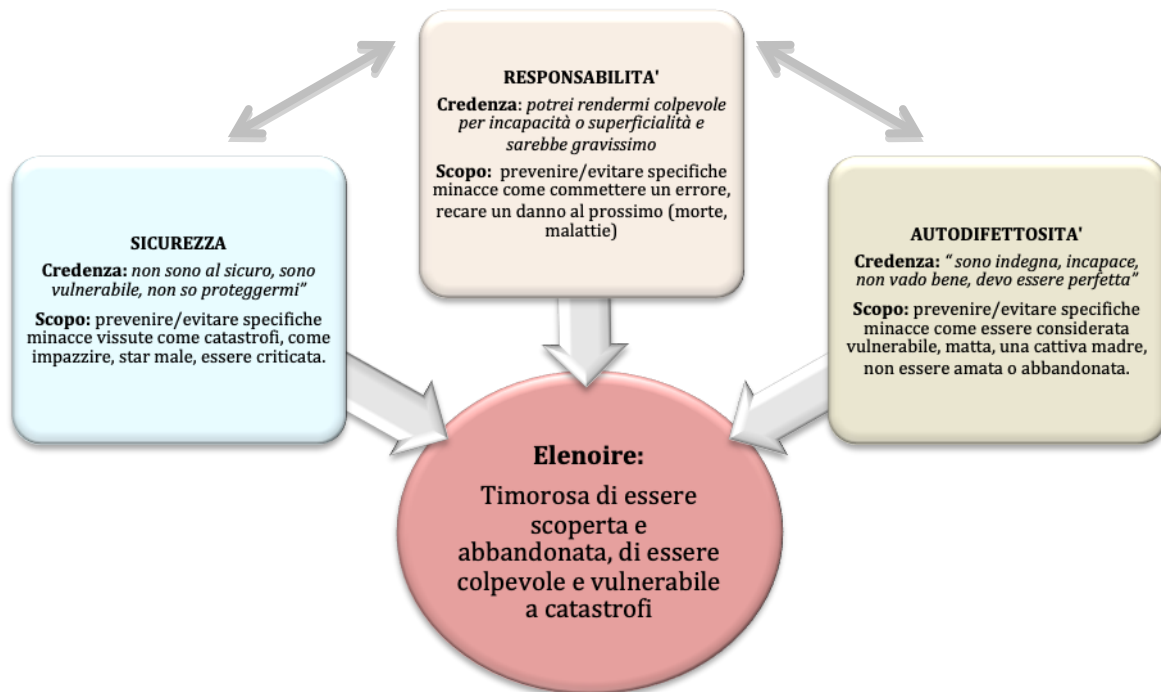 RESPONSABILITA'
Credenza: potrei rendermi colpevole
per incapacità o superficialità e
sarebbe gravissimo
Scopo: prevenire/evitare specifiche
minacce come commettere un errore,
recare un danno al prossimo (morte,
malattie)
SICUREZZA
Credenza: non sono al sicuro, sono
vulnerabile, non so proteggermi”
Scopo: prevenire/evitare specifiche
minacce vissute come catastrofi, come
impazzire, star male, essere criticata.
AUTODIFETTOSITA'
Credenza: “ sono indegna, incapace,
non vado bene, devo essere perfetta”
Scopo: prevenire/evitare specifiche
minacce come essere considerata
vulnerabile, matta, una cattiva madre,
non essere amata o abbandonata.
Elenoire:
Timorosa di essere
scoperta e
abbandonata, di essere
colpevole e vulnerabile
a catastrofi